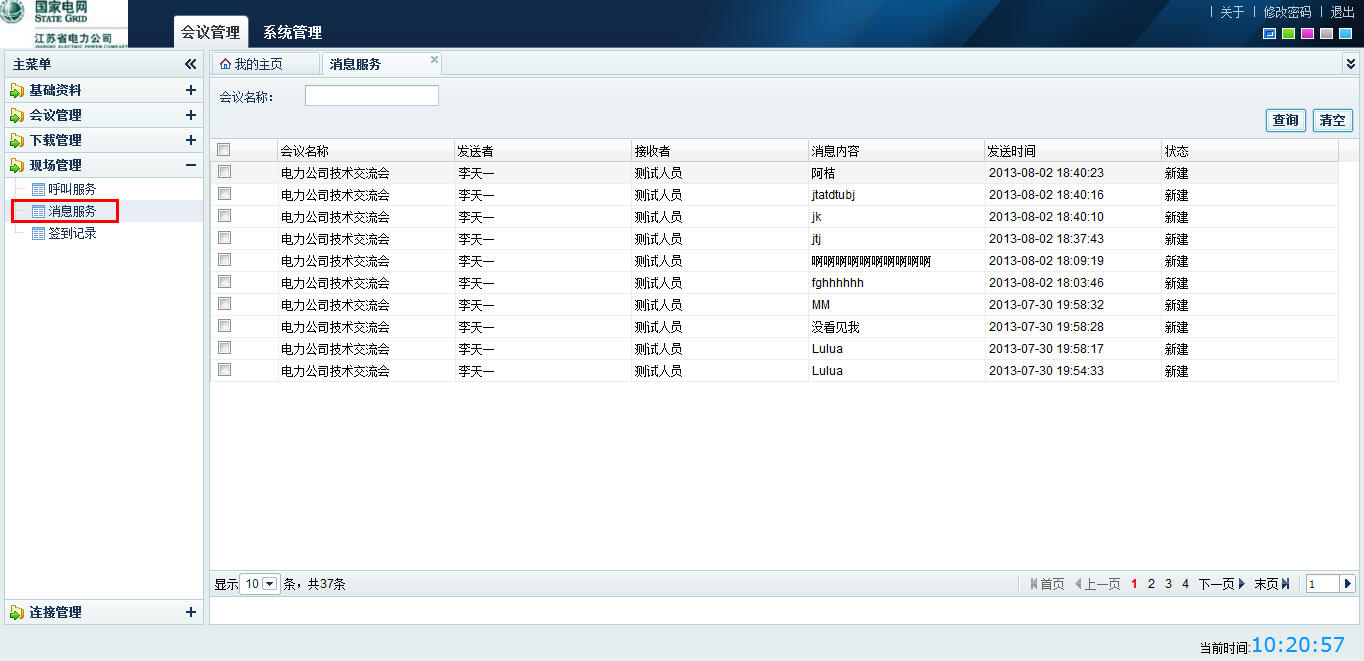 国家电网
STATE GRID
江苏省电力公司
JIANGSU ELECTRIC POWER COMPANY
会议管理 系统管理
关于 修改密码 退出
主菜单
基础资料
会议管理
下载管理
现场管理
呼叫服务
消息服务
签到记录
连接管理
我的主页 消息服务
会议名称:
查询 清空
会议名称 发送者 接收者 消息内容 发送时间 状态
电力公司技术交流会 李天一 测试人员 阿桔 2013-08-02 18:40:23 新建
电力公司技术交流会 李天一 测试人员 jtatdtubj 2013-08-02 18:40:16 新建
电力公司技术交流会 李天一 测试人员 jk 2013-08-02 18:40:10 新建
电力公司技术交流会 李天一 测试人员 jtj 2013-08-02 18:37:43 新建
电力公司技术交流会 李天一 测试人员 啊啊啊啊啊啊啊啊啊啊 2013-08-02 18:09:19 新建
电力公司技术交流会 李天一 测试人员 fghhhhhh 2013-08-02 18:03:46 新建
电力公司技术交流会 李天一 测试人员 MM 2013-07-30 19:58:32 新建
电力公司技术交流会 李天一 测试人员 没看见我 2013-07-30 19:58:28 新建
电力公司技术交流会 李天一 测试人员 Lulua 2013-07-30 19:58:17 新建
电力公司技术交流会 李天一 测试人员 Lulua 2013-07-30 19:54:33 新建
显示 10 条，共37条 首页 上一页 1 2 3 4 下一页 末页 1
当前时间:10:20:57